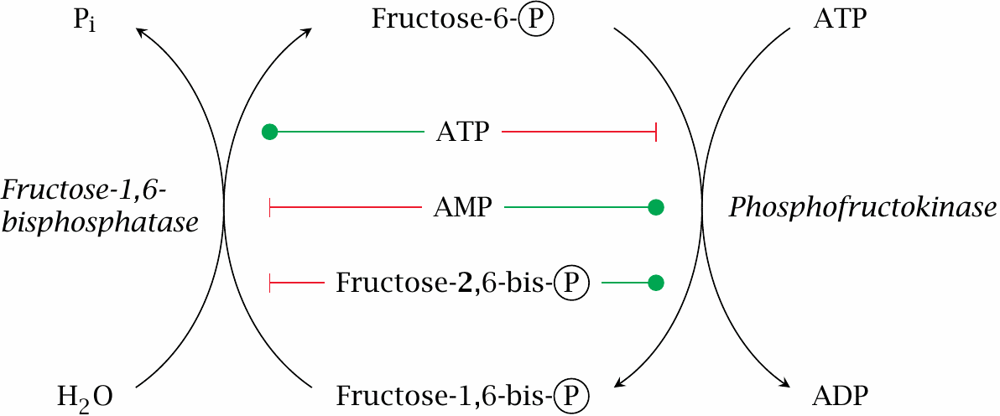 Pi Fructose-6-P ATP
ATP
Fructose-1,6-
bisphosphatase
AMP
Phosphofructokinase
Fructose-2,6-bis-P
H2O Fructose-1,6-bis-P ADP